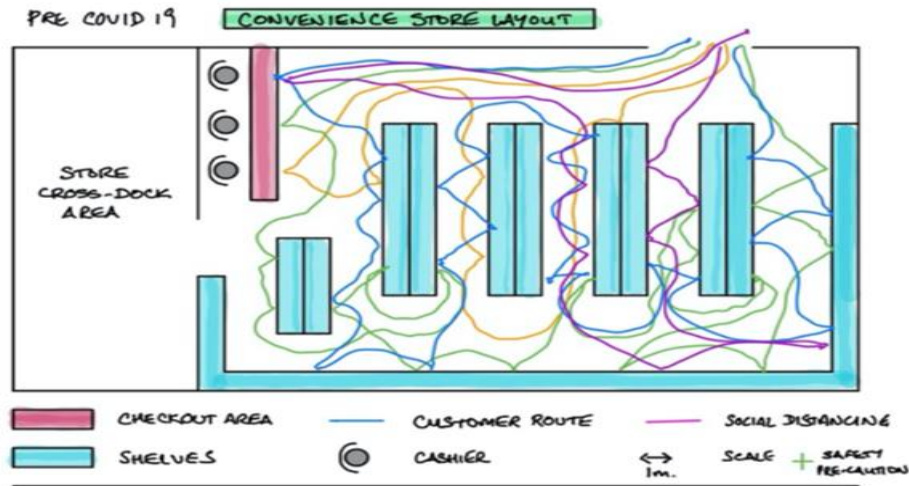 PRE COVID 19
CONVENIENCE STORE LAYOUT
STORE
CROSS-DOCK
AREA
CHECKOUT AREA
CUSTOMER ROUTE
SOCIAL DISTANCING
SHELVES
CASHIER
1m.
SCALE
SAFETY
PRE-CAUTION